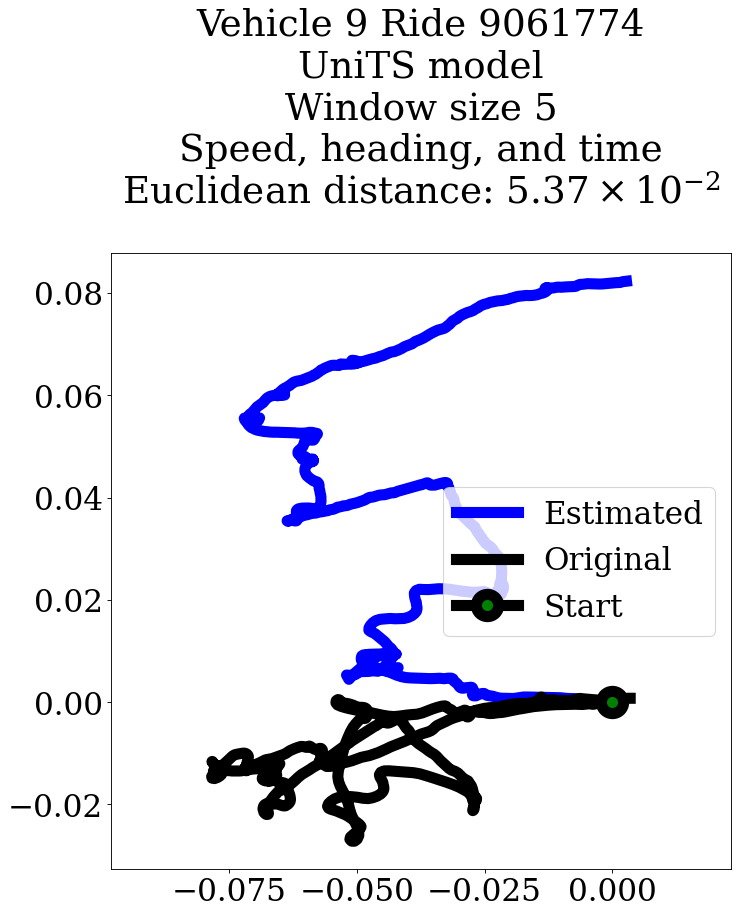 Vehicle 9 Ride 9061774
UniTS model
Window size 5
Speed, heading, and time
Euclidean distance: 5.37 × 10⁻²
0.08
0.06
0.04
0.02
0.00
−0.02
Estimated
Original
Start
−0.075 −0.050 −0.025 0.000